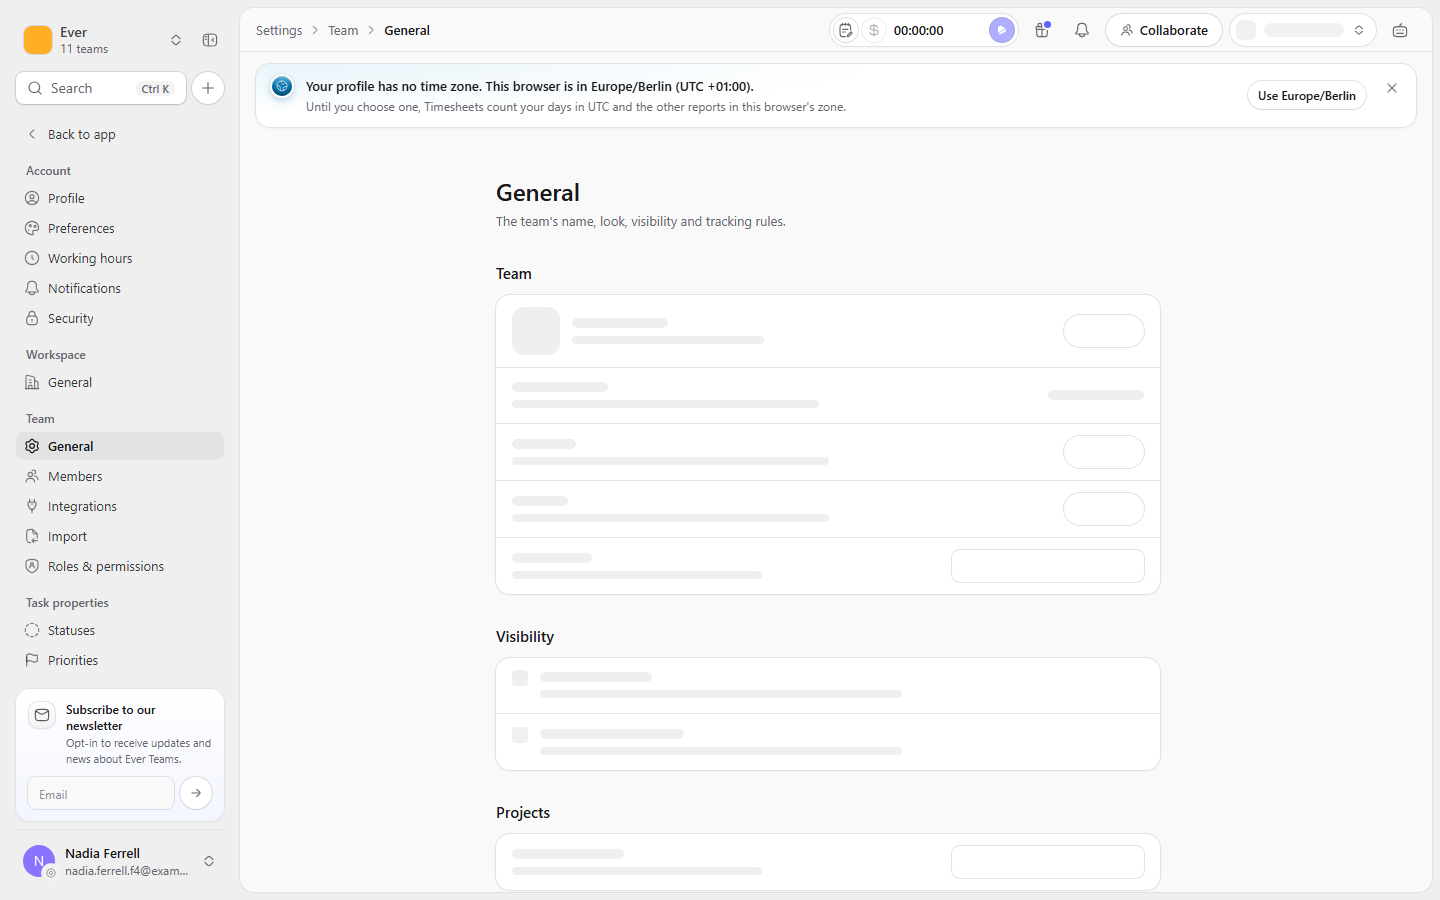 Ever
11 teams
Search
Ctrl K
Back to app
Account
Profile
Preferences
Working hours
Notifications
Security
Workspace
General
Team
General
Members
Integrations
Import
Roles & permissions
Task properties
Statuses
Priorities
Subscribe to our
newsletter
Opt-in to receive updates and
news about Ever Teams.
Email
N
Nadia Ferrell
nadia.ferrell.f4@exam...
Settings
Team
General
00:00:00
Collaborate
Your profile has no time zone. This browser is in Europe/Berlin (UTC +01:00).
Until you choose one, Timesheets count your days in UTC and the other reports in this browser's zone.
Use Europe/Berlin
General
The team's name, look, visibility and tracking rules.
Team
Visibility
Projects